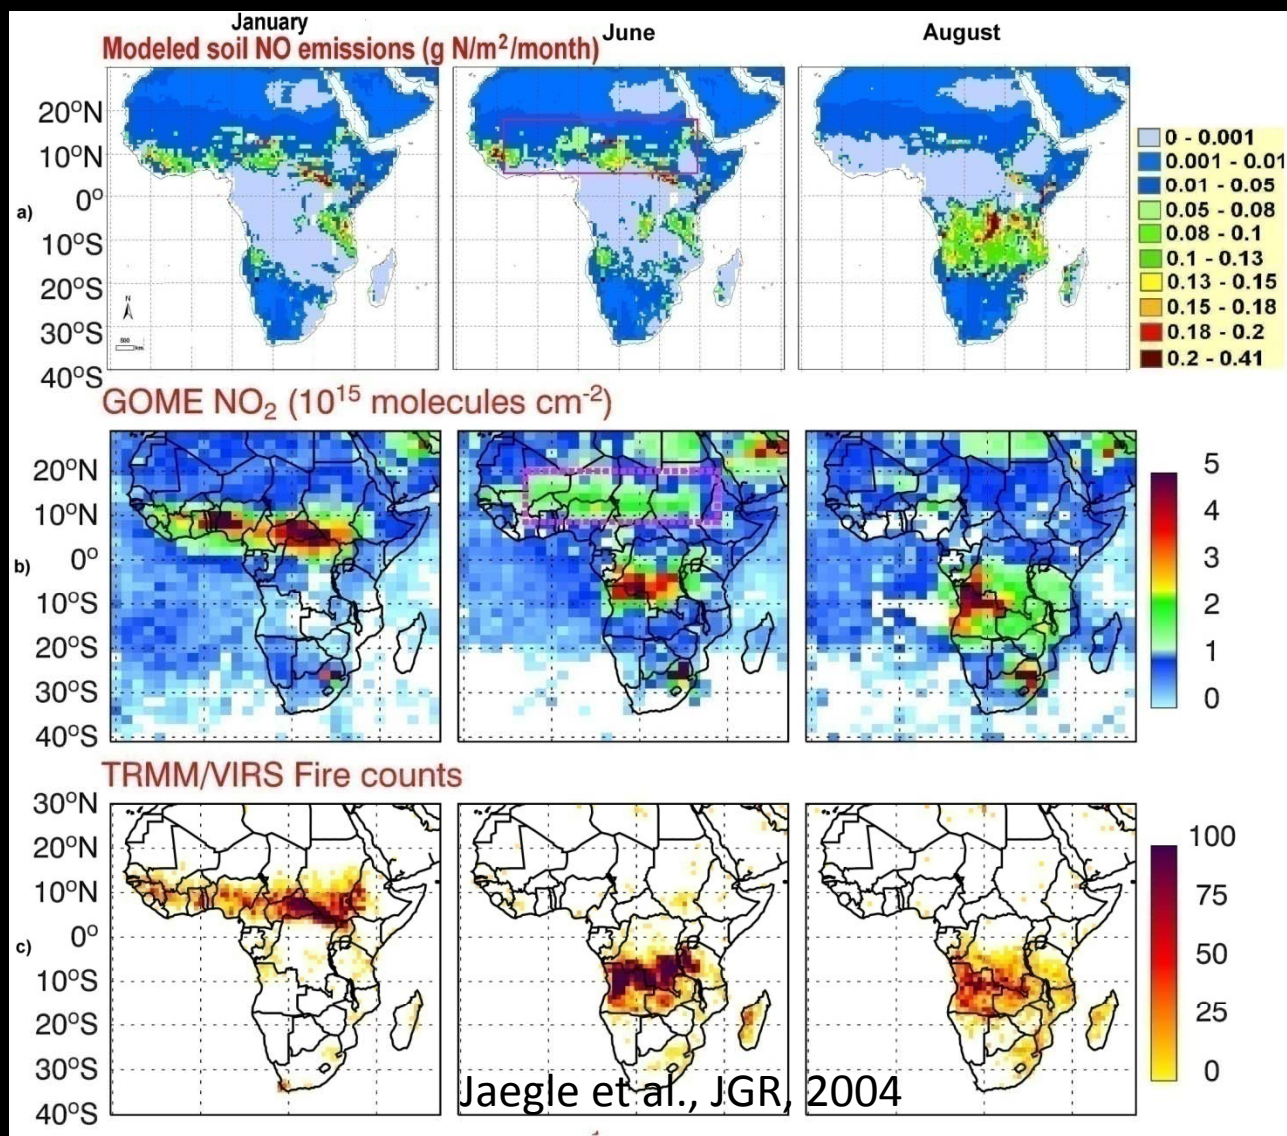 January
June
August
Modeled soil NO emissions (g N/m²/month)
20°N
10°N
0°
10°S
20°S
30°S
40°S
a)
N
500
km
0 - 0.001
0.001 - 0.01
0.01 - 0.05
0.05 - 0.08
0.08 - 0.1
0.1 - 0.13
0.13 - 0.15
0.15 - 0.18
0.18 - 0.2
0.2 - 0.41
GOME NO₂ (10¹⁵ molecules cm⁻²)
20°N
10°N
0°
10°S
20°S
30°S
40°S
b)
5
4
3
2
1
0
TRMM/VIRS Fire counts
30°N
20°N
10°N
0°
10°S
20°S
30°S
40°S
c)
100
75
50
25
0
Jaegle et al., JGR, 2004